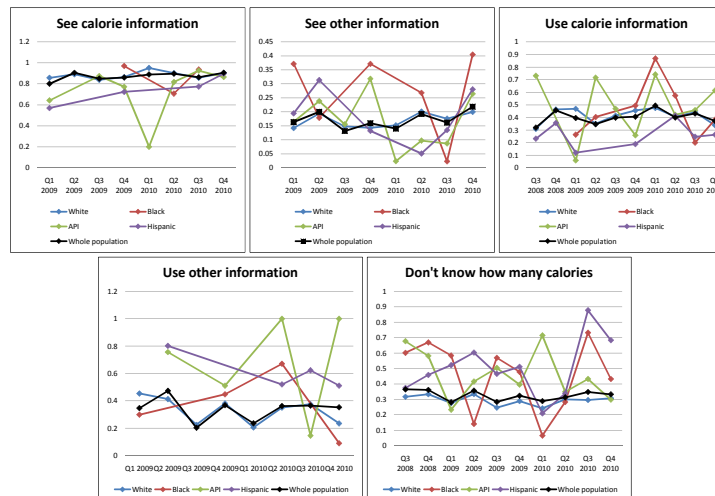 See calorie information
1.2
1
0.8
0.6
0.4
0.2
0
Q1 Q2 Q3 Q4 Q1 Q2 Q3 Q4
2009 2009 2009 2009 2010 2010 2010 2010
White Black
API Hispanic
Whole population
See other information
0.45
0.4
0.35
0.3
0.25
0.2
0.15
0.1
0.05
0
Q1 Q2 Q3 Q4 Q1 Q2 Q3 Q4
2009 2009 2009 2009 2010 2010 2010 2010
White Black
API Hispanic
Whole population
Use calorie information
1
0.9
0.8
0.7
0.6
0.5
0.4
0.3
0.2
0.1
0
Q3 Q4 Q1 Q2 Q3 Q4 Q1 Q2 Q3 Q4
2008 2008 2009 2009 2009 2009 2010 2010 2010 2010
White Black
API Hispanic
Whole population
Use other information
1.2
1
0.8
0.6
0.4
0.2
0
Q1 2009 Q2 2009 Q3 2009 Q4 2009 Q1 2010 Q2 2010 Q3 2010 Q4 2010
White Black API Hispanic Whole population
Don't know how many calories
1
0.9
0.8
0.7
0.6
0.5
0.4
0.3
0.2
0.1
0
Q3 Q4 Q1 Q2 Q3 Q4 Q1 Q2 Q3 Q4
2008 2008 2009 2009 2009 2009 2010 2010 2010 2010
White Black API Hispanic Whole population